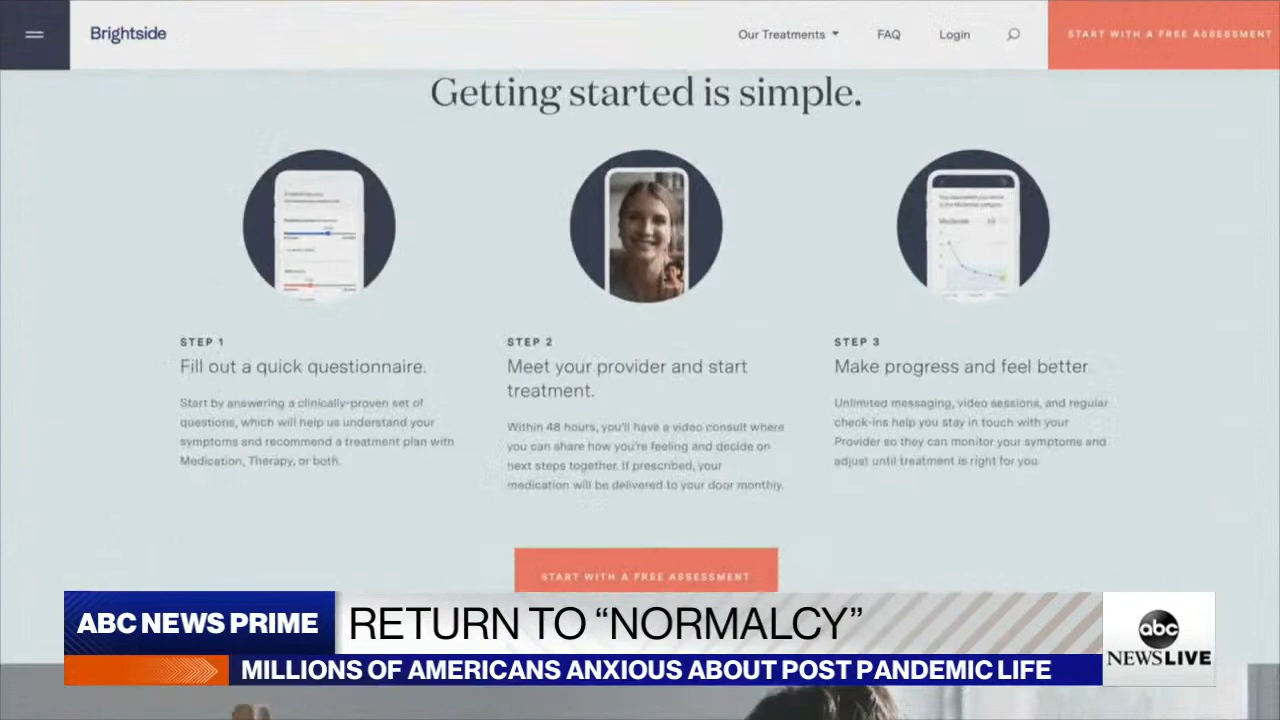 Brightside
Our Treatments
FAQ
Login
START WITH A FREE ASSESSMENT
Getting started is simple.
STEP 1
Fill out a quick questionnaire.
Start by answering a clinically-proven set of
questions, which will help us understand your
symptoms and recommend a treatment plan with
Medication, Therapy, or both.
STEP 2
Meet your provider and start
treatment.
Within 48 hours, you'll have a video consult where
you can share how you're feeling and decide on
next steps together. If prescribed, your
medication will be delivered to your door monthly.
STEP 3
Make progress and feel better
Unlimited messaging, video sessions, and regular
check-ins help you stay in touch with your
Provider so they can monitor your symptoms and
adjust until treatment is right for you.
START WITH A FREE ASSESSMENT
ABC NEWS PRIME
RETURN TO “NORMALCY”
MILLIONS OF AMERICANS ANXIOUS ABOUT POST PANDEMIC LIFE
abc
NEWSLIVE